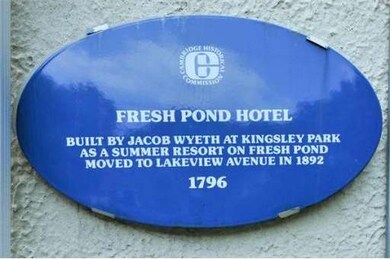 CAMBRIDGE HISTORICAL
COMMISSION
FRESH POND HOTEL
BUILT BY JACOB WYETH AT KINGSLEY PARK
AS A SUMMER RESORT ON FRESH POND
MOVED TO LAKEVIEW AVENUE IN 1892
1796